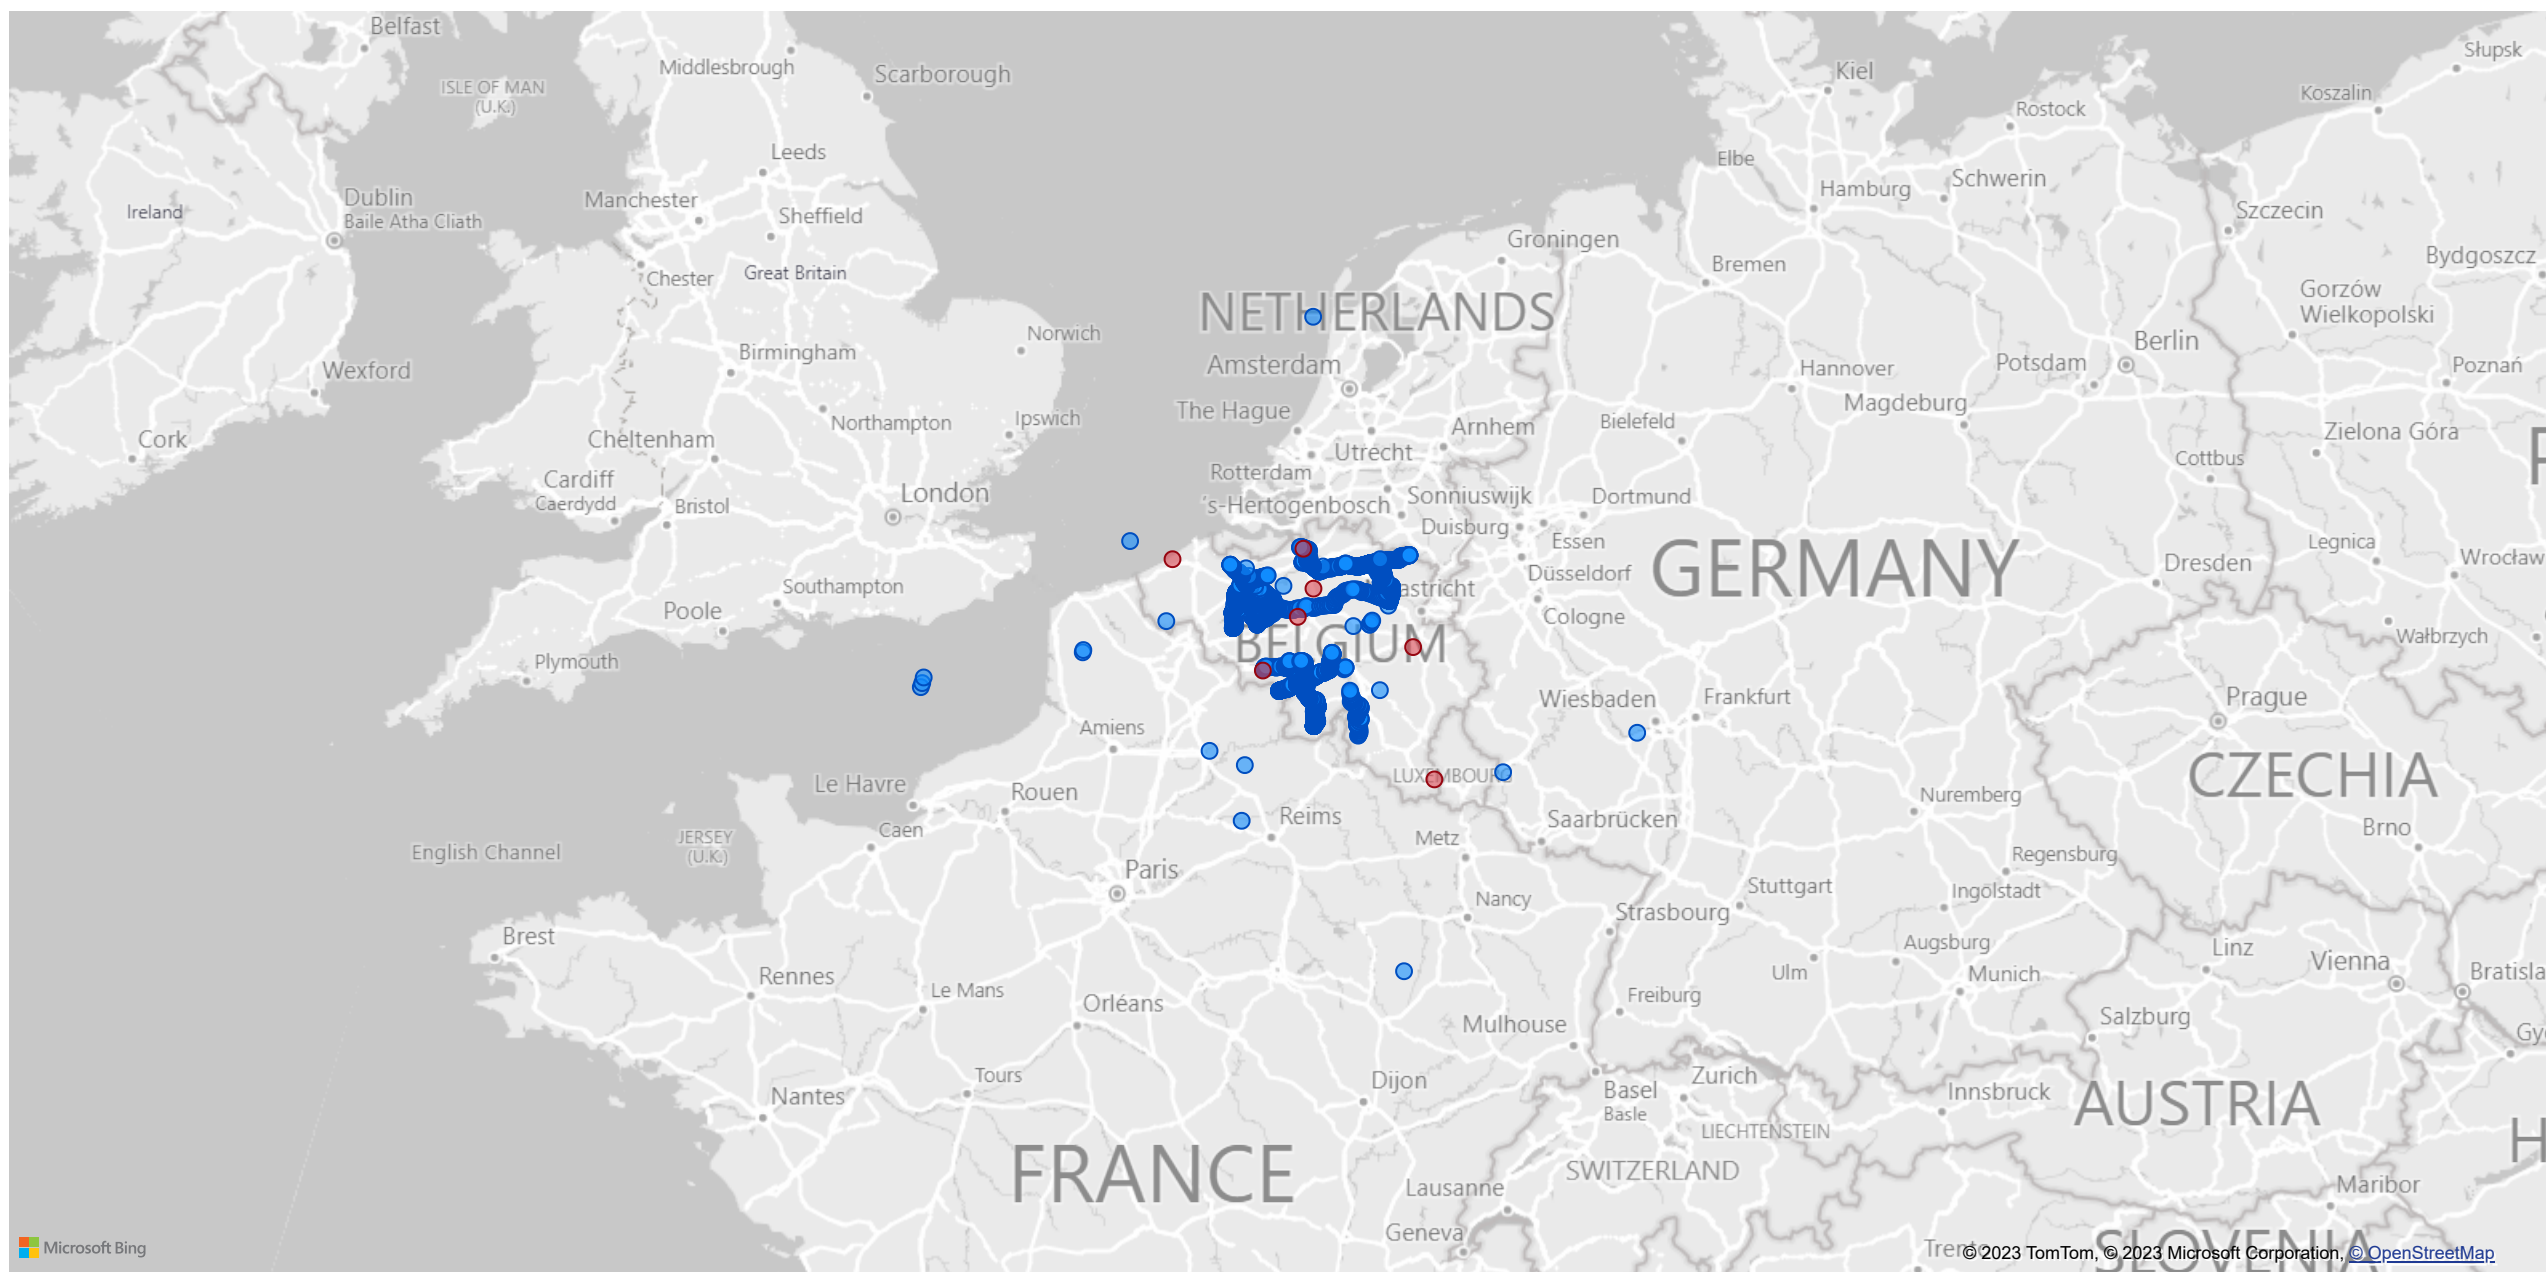 Belfast
ISLE OF MAN
(U.K.)
Middlesbrough
Scarborough
Kiel
Słupsk
Koszalin
Rostock
Leeds
Elbe
Manchester
Dublin
Baile Atha Cliath
Ireland
Sheffield
Hamburg
Schwerin
Szczecin
Groningen
Chester
Great Britain
Bremen
Bydgoszcz
NETHERLANDS
Gorzów
Wielkopolski
Norwich
Birmingham
Berlin
Wexford
Amsterdam
Hannover
Potsdam
Poznań
Northampton
The Hague
Ipswich
Magdeburg
Bielefeld
Arnhem
Cork
Cheltenham
Utrecht
Zielona Góra
Cottbus
Cardiff
Caerdydd
Rotterdam
London
's-Hertogenbosch
Sonniuswijk
Dortmund
Bristol
Duisburg
Essen
Legnica
Wrocław
GERMANY
Dresden
Southampton
Düsseldorf
astricht
Poole
Cologne
BELGIUM
Wałbrzych
Plymouth
Wiesbaden
Frankfurt
Prague
Amiens
LUXEMBOUR
CZECHIA
Le Havre
Rouen
Nuremberg
Reims
Saarbrücken
Caen
JERSEY
(U.K.)
Metz
Brno
English Channel
Regensburg
Paris
Stuttgart
Ingolstadt
Nancy
Strasbourg
Brest
Augsburg
Linz
Vienna
Bratisla
Rennes
Ulm
Munich
Le Mans
Orléans
Freiburg
Salzburg
Mulhouse
Gy
Tours
Dijon
Basel
Basle
Zurich
Innsbruck
Nantes
AUSTRIA
LIECHTENSTEIN
FRANCE
SWITZERLAND
H
Lausanne
Maribor
Geneva
Trento
SLOVENIA
Microsoft Bing
© 2023 TomTom, © 2023 Microsoft Corporation, © OpenStreetMap